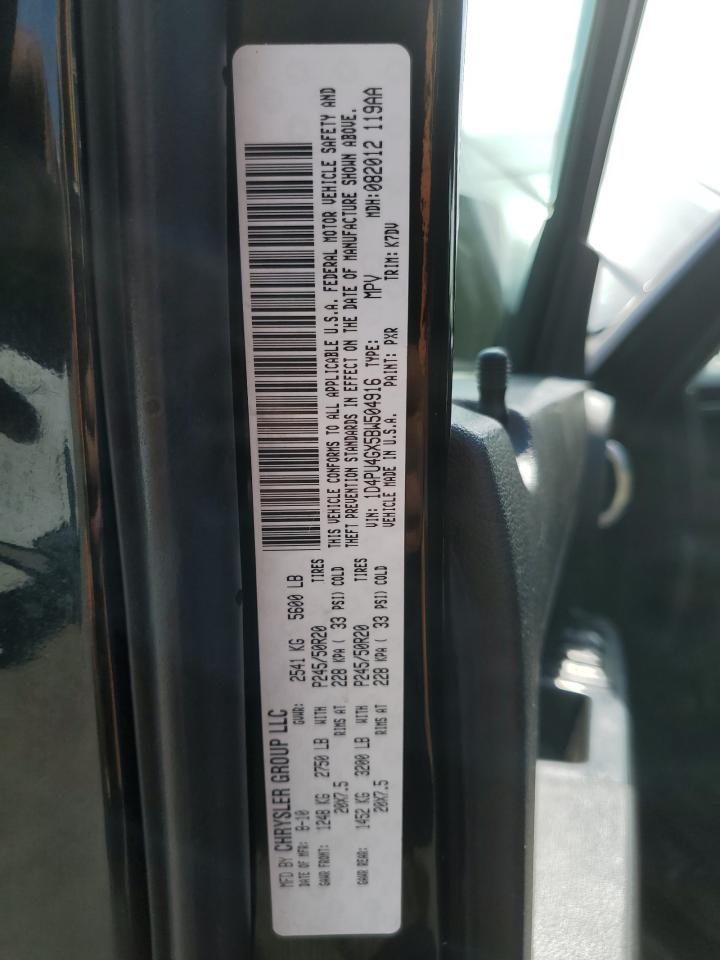 MFD BY CHRYSLER GROUP LLC
DATE OF MFR: 8-10 GVWR: 2541 KG 5600 LB
GAWR FRONT: 1248 KG 2750 LB WITH P245/50R20 TIRES
20X7.5 RIMS AT 228 KPA ( 33 PSI) COLD
GAWR REAR: 1452 KG 3200 LB WITH P245/50R20 TIRES
20X7.5 RIMS AT 228 KPA ( 33 PSI) COLD
THIS VEHICLE CONFORMS TO ALL APPLICABLE U.S.A. FEDERAL MOTOR VEHICLE SAFETY AND
THEFT PREVENTION STANDARDS IN EFFECT ON THE DATE OF MANUFACTURE SHOWN ABOVE.
VIN: 1D4PU4GX5BW504916 TYPE: MPV MDH:082012 119AA
VEHICLE MADE IN U.S.A. PAINT: PXR TRIM: K7DV